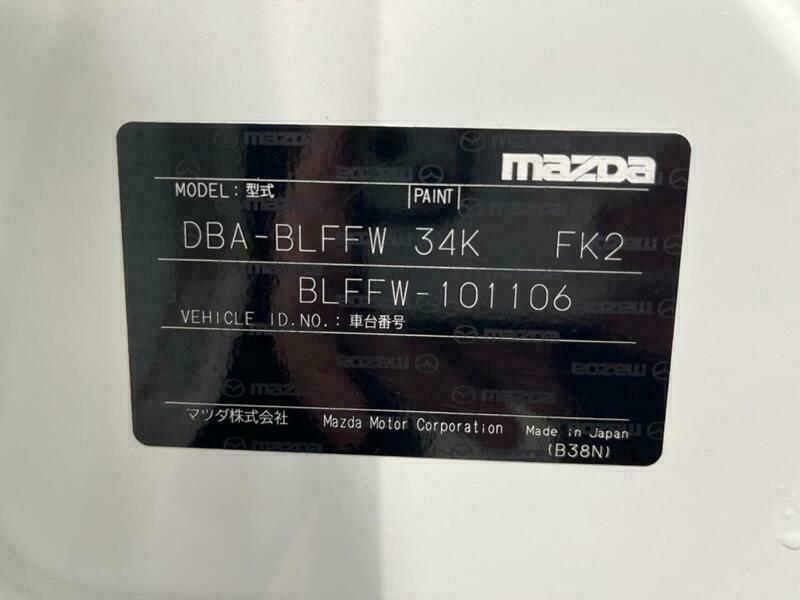 mazda
MODEL: 型式 PAINT
DBA-BLFFW 34K FK2
BLFFW-101106
VEHICLE ID.NO.: 車台番号
マツダ株式会社 Mazda Motor Corporation Made in Japan
(B38N)